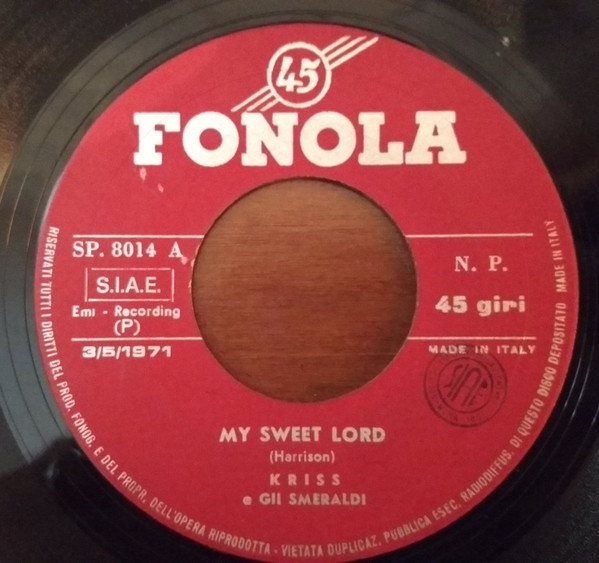 45
FONOLA
SP. 8014 A
S.I.A.E.
Emi - Recording
(P)
3/5/1971
N. P.
45 giri
MADE IN ITALY
MY SWEET LORD
(Harrison)
KRISS
e GlI SMERALDI
RISERVATI TUTTI I DIRITTI DEL PROD. FONOG. E DEL PROPR. DELL'OPERA RIPRODOTTA - VIETATA DUPLICAZ. PUBBLICA ESEC. RADIODIFFUS. DI QUESTO DISCO DEPOSITATO MADE IN ITALY